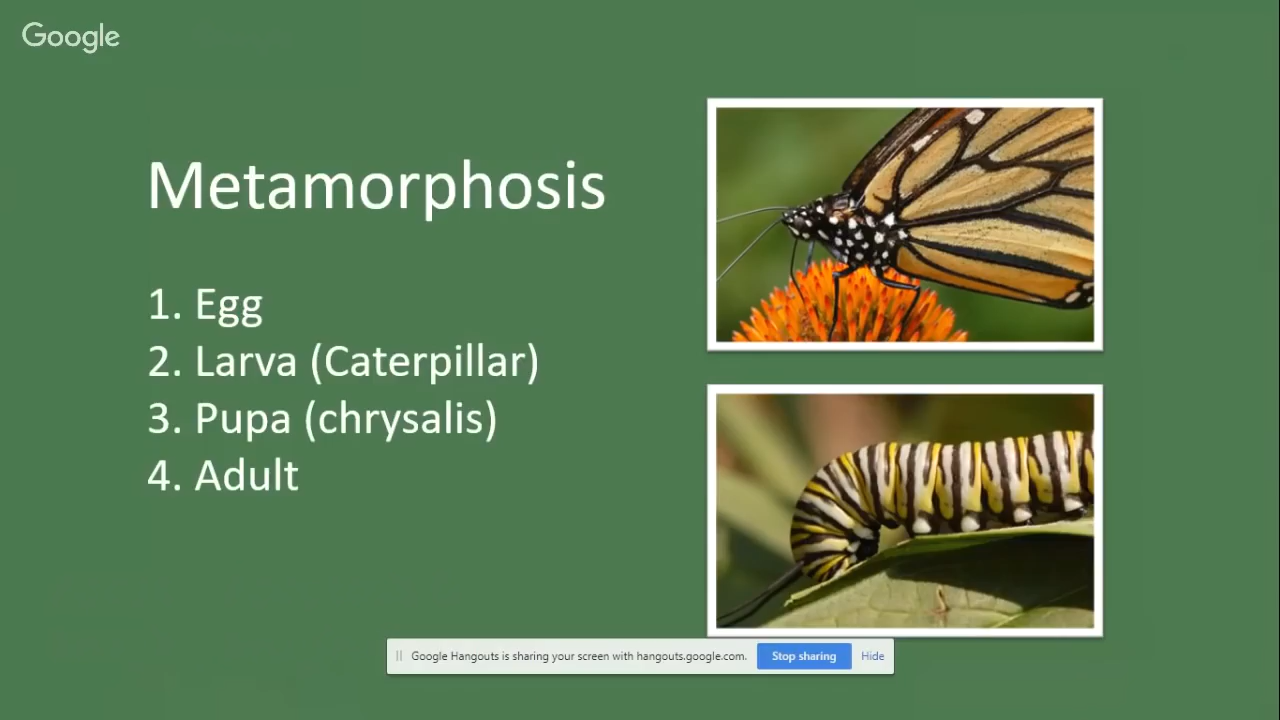 Google
Metamorphosis
1. Egg
2. Larva (Caterpillar)
3. Pupa (chrysalis)
4. Adult
Google Hangouts is sharing your screen with hangouts.google.com. Stop sharing Hide